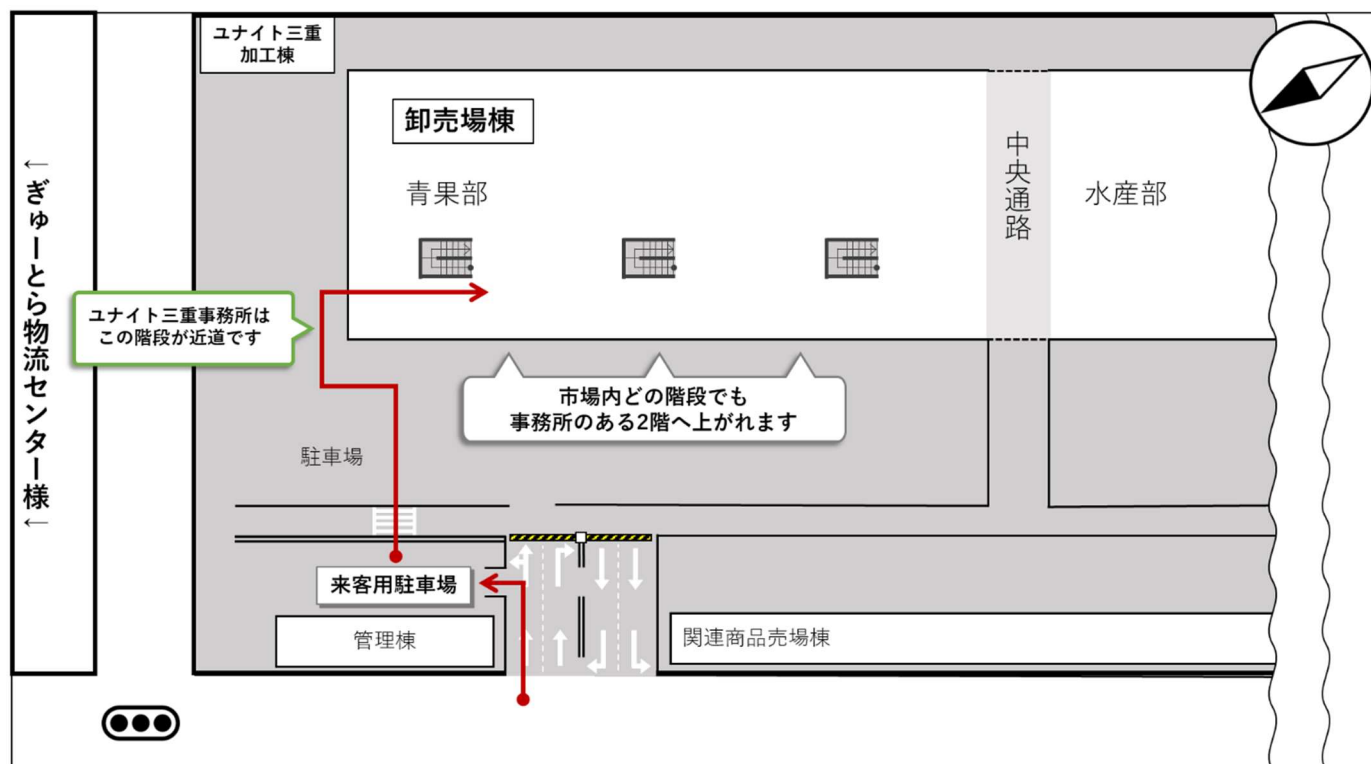 ユナイト三重
加工棟
卸売場棟
青果部
中央通路
水産部
←ぎゅーとら物流センター様←
ユナイト三重事務所は
この階段が近道です
市場内どの階段でも
事務所のある2階へ上がれます
駐車場
来客用駐車場
管理棟
関連商品売場棟